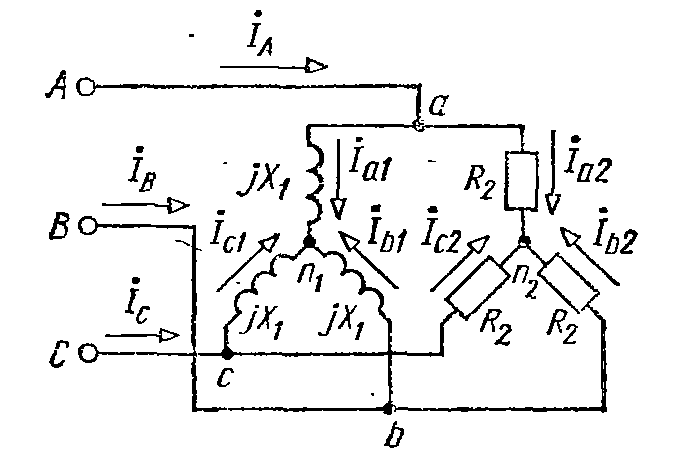 İ_A
A
a
jX₁
İ_a1
R₂
İ_a2
İ_B
B
İ_c1
İ_b1
İ_c2
İ_b2
n₁
n₂
İ_C
jX₁
jX₁
R₂
R₂
C
c
b